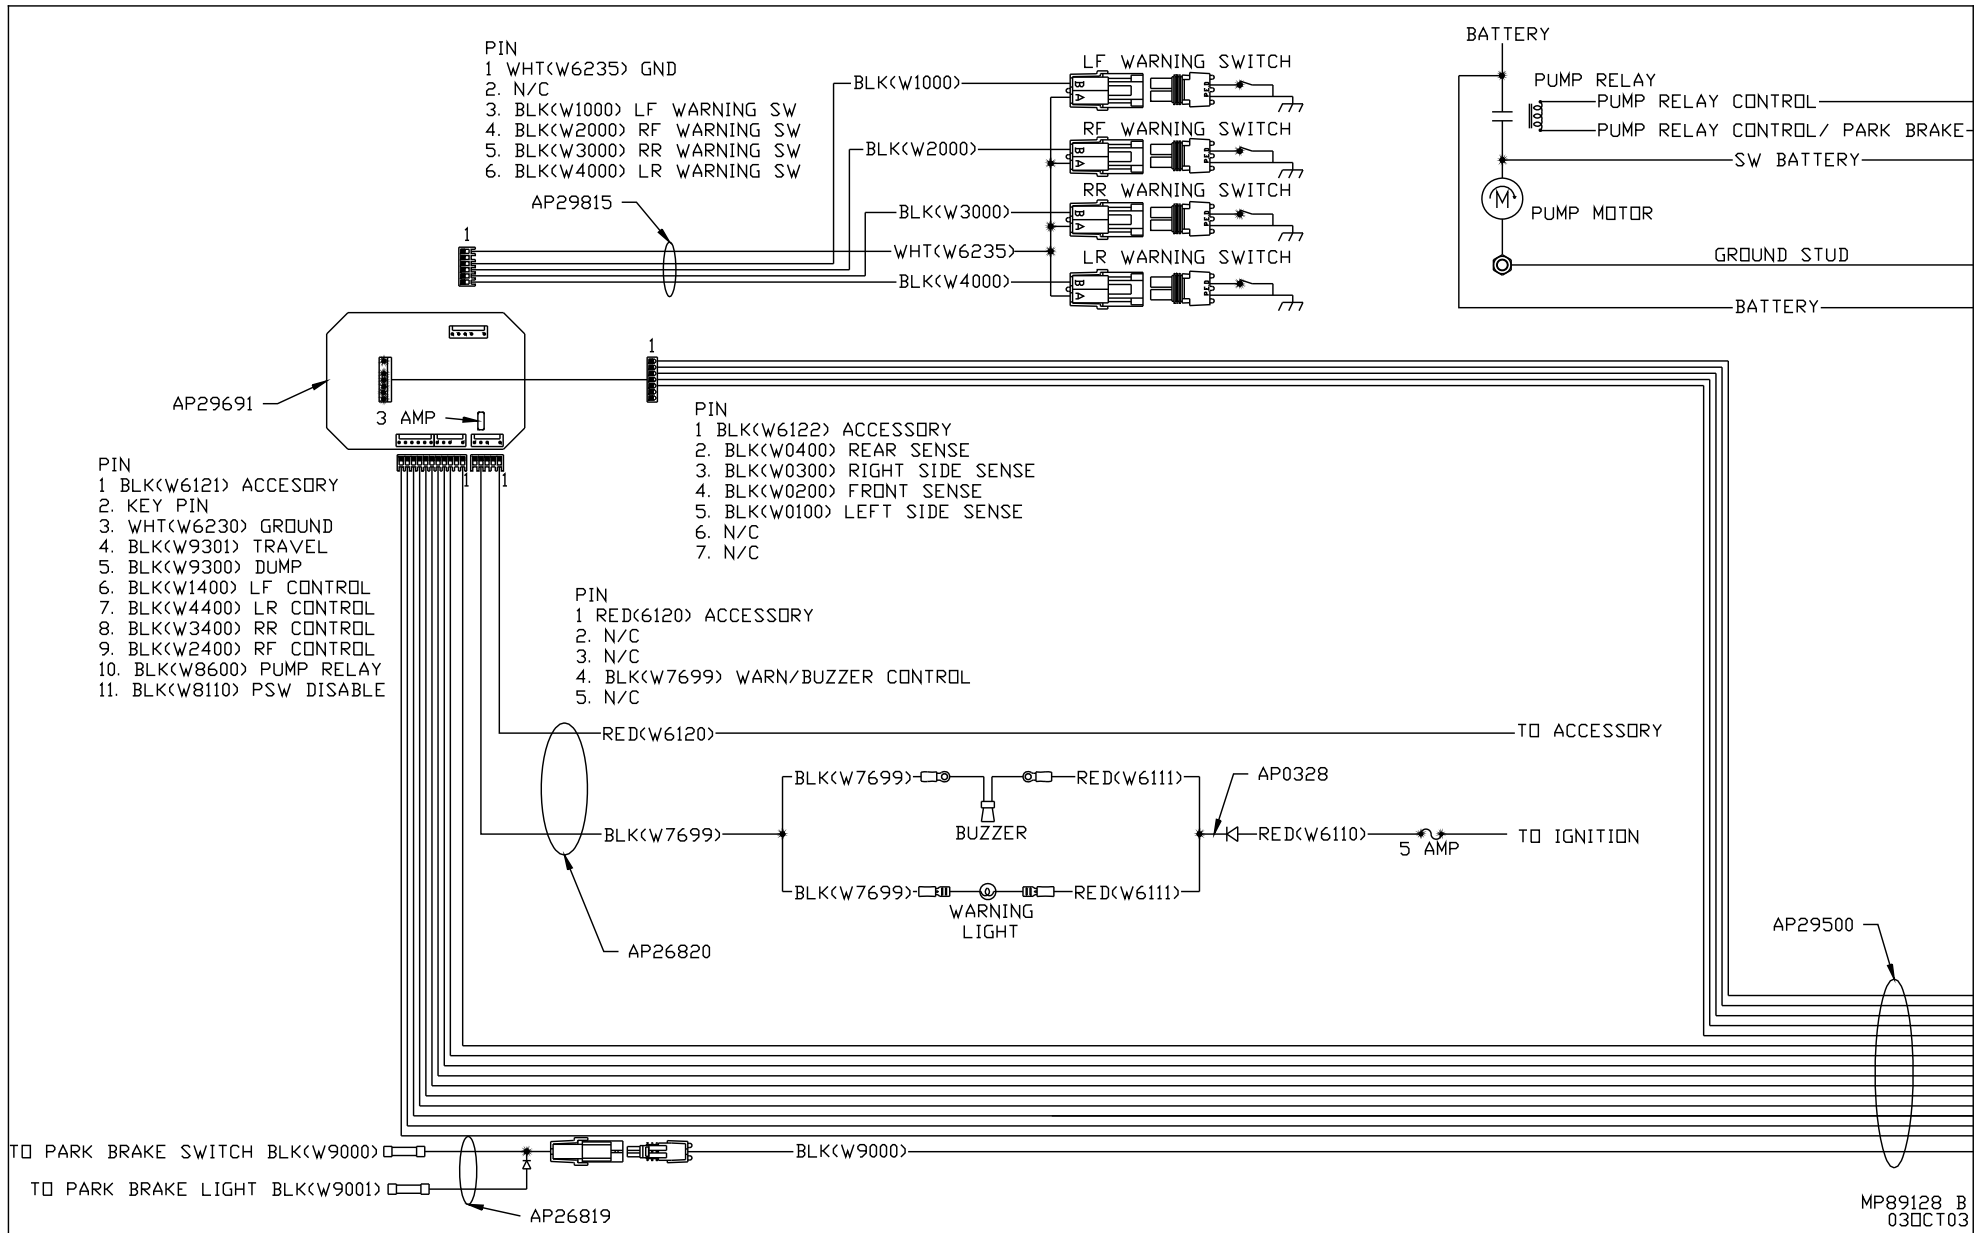 PIN
1 WHT(W6235) GND
2. N/C
3. BLK(W1000) LF WARNING SW
4. BLK(W2000) RF WARNING SW
5. BLK(W3000) RR WARNING SW
6. BLK(W4000) LR WARNING SW
AP29815
1
BLK(W1000)
BLK(W2000)
BLK(W3000)
WHT(W6235)
BLK(W4000)
LF WARNING SWITCH
B
A
RF WARNING SWITCH
B
A
RR WARNING SWITCH
B
A
LR WARNING SWITCH
B
A
BATTERY
PUMP RELAY
PUMP RELAY CONTROL
PUMP RELAY CONTROL/ PARK BRAKE
SW BATTERY
M
PUMP MOTOR
GROUND STUD
BATTERY
AP29691
3 AMP
1
PIN
1 BLK(W6122) ACCESSORY
2. BLK(W0400) REAR SENSE
3. BLK(W0300) RIGHT SIDE SENSE
4. BLK(W0200) FRONT SENSE
5. BLK(W0100) LEFT SIDE SENSE
6. N/C
7. N/C
1
1
PIN
1 BLK(W6121) ACCESORY
2. KEY PIN
3. WHT(W6230) GROUND
4. BLK(W9301) TRAVEL
5. BLK(W9300) DUMP
6. BLK(W1400) LF CONTROL
7. BLK(W4400) LR CONTROL
8. BLK(W3400) RR CONTROL
9. BLK(W2400) RF CONTROL
10. BLK(W8600) PUMP RELAY
11. BLK(W8110) PSW DISABLE
PIN
1 RED(6120) ACCESSORY
2. N/C
3. N/C
4. BLK(W7699) WARN/BUZZER CONTROL
5. N/C
RED(W6120)
TO ACCESSORY
BLK(W7699)
RED(W6111)
AP0328
BUZZER
BLK(W7699)
RED(W6110)
5 AMP
TO IGNITION
BLK(W7699)
RED(W6111)
WARNING
LIGHT
AP26820
AP29500
TO PARK BRAKE SWITCH BLK(W9000)
BLK(W9000)
TO PARK BRAKE LIGHT BLK(W9001)
AP26819
MP89128 B
03OCT03